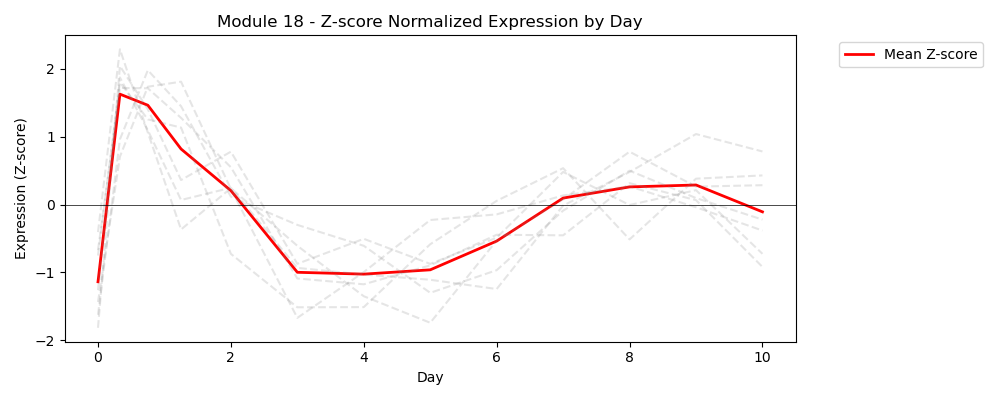 Module 18 - Z-score Normalized Expression by Day
Mean Z-score
Expression (Z-score)
2
1
0
−1
−2
0 2 4 6 8 10
Day